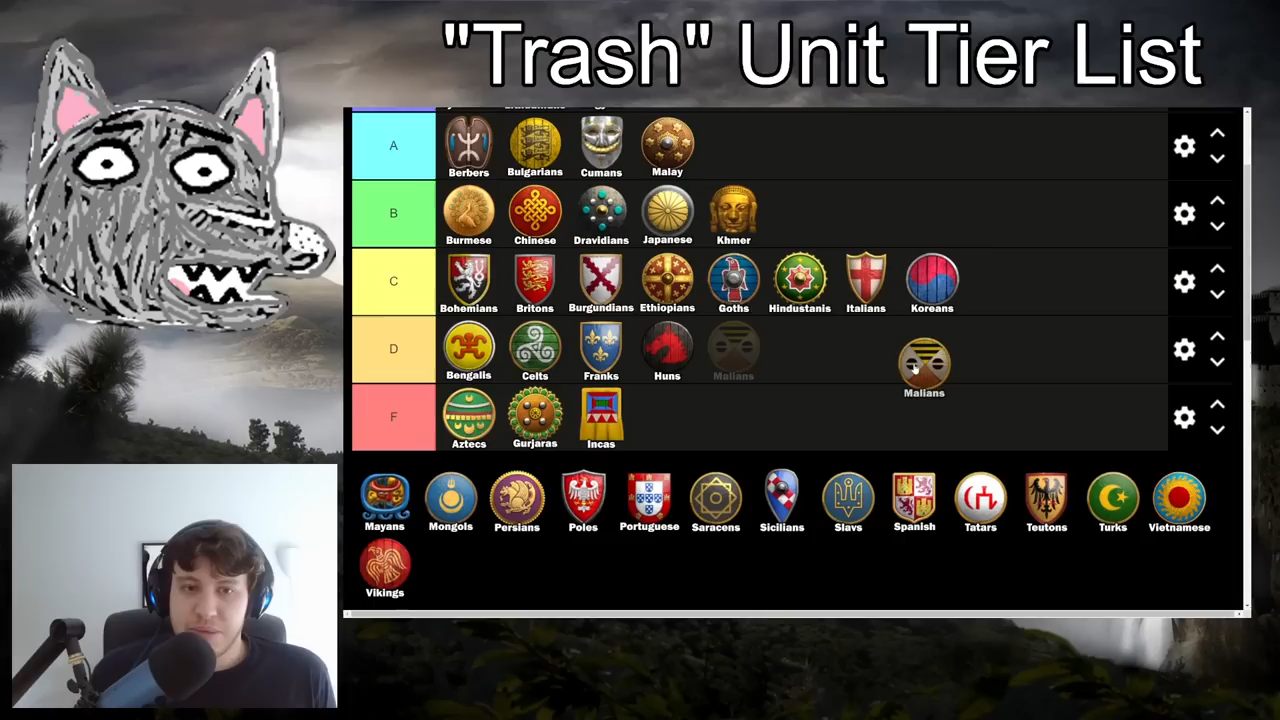 "Trash" Unit Tier List
A
Berbers Bulgarians Cumans Malay
B
Burmese Chinese Dravidians Japanese Khmer
C
Bohemians Britons Burgundians Ethiopians Goths Hindustanis Italians Koreans
D
Bengalis Celts Franks Huns Malians
Malians
F
Aztecs Gurjaras Incas
Mayans Mongols Persians Poles Portuguese Saracens Sicilians Slavs Spanish Tatars Teutons Turks Vietnamese
Vikings